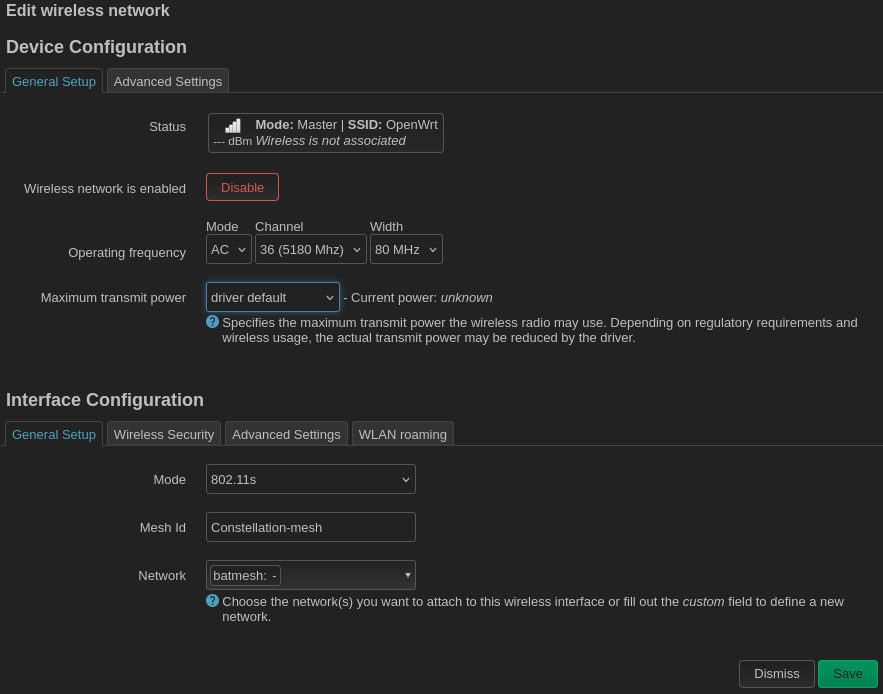 Edit wireless network
Device Configuration
General Setup Advanced Settings
Status Mode: Master | SSID: OpenWrt
--- dBm Wireless is not associated
Wireless network is enabled Disable
Mode Channel Width
Operating frequency AC 36 (5180 Mhz) 80 MHz
Maximum transmit power driver default - Current power: unknown
? Specifies the maximum transmit power the wireless radio may use. Depending on regulatory requirements and
wireless usage, the actual transmit power may be reduced by the driver.
Interface Configuration
General Setup Wireless Security Advanced Settings WLAN roaming
Mode 802.11s
Mesh Id Constellation-mesh
Network batmesh: -
? Choose the network(s) you want to attach to this wireless interface or fill out the custom field to define a new
network.
Dismiss Save